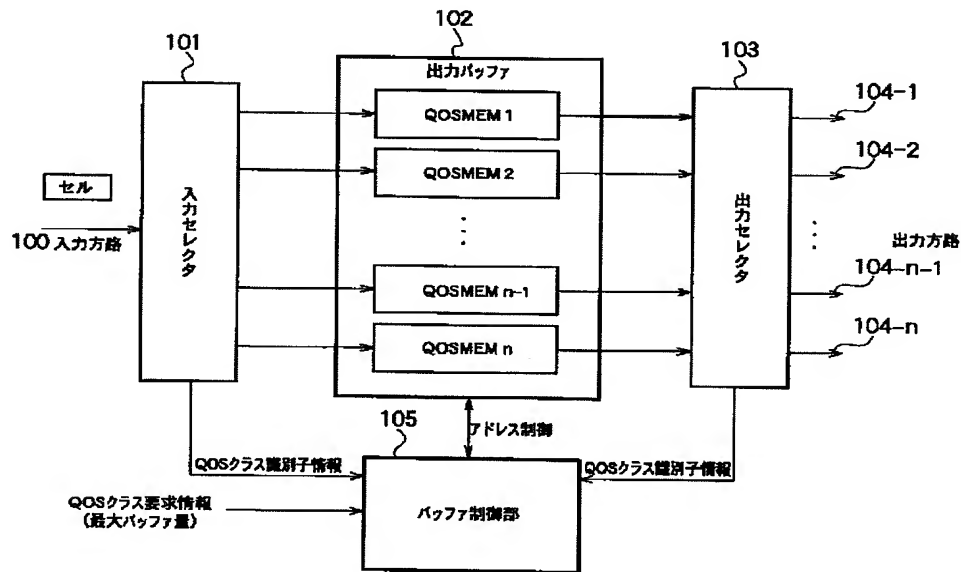 101
102
103
出力バッファ
QOSMEM 1
QOSMEM 2
QOSMEM n-1
QOSMEM n
セル
100 入力方路
入力セレクタ
出力セレクタ
104-1
104-2
出力方路
104-n-1
104-n
105
アドレス制御
QOSクラス識別子情報
QOSクラス識別子情報
QOSクラス要求情報
(最大バッファ量)
バッファ制御部